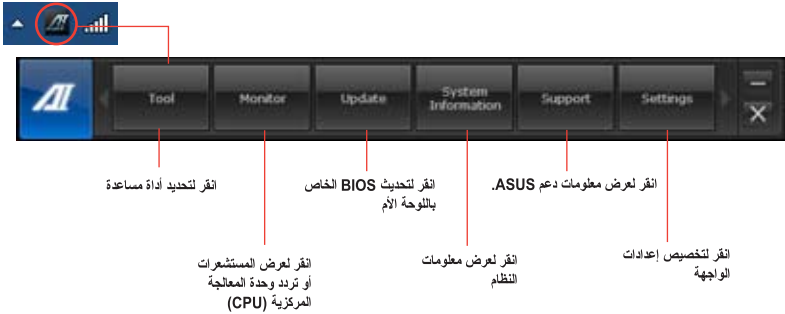 Tool
Monitor
Update
System
Information
Support
Settings
انقر لتحديد أداة مساعدة
انقر لعرض المستشعرات
أو تردد وحدة المعالجة
المركزية (CPU)
انقر لتحديث BIOS الخاص
باللوحة الأم
انقر لعرض معلومات
النظام
انقر لعرض معلومات دعم ASUS.
انقر لتخصيص إعدادات
الواجهة